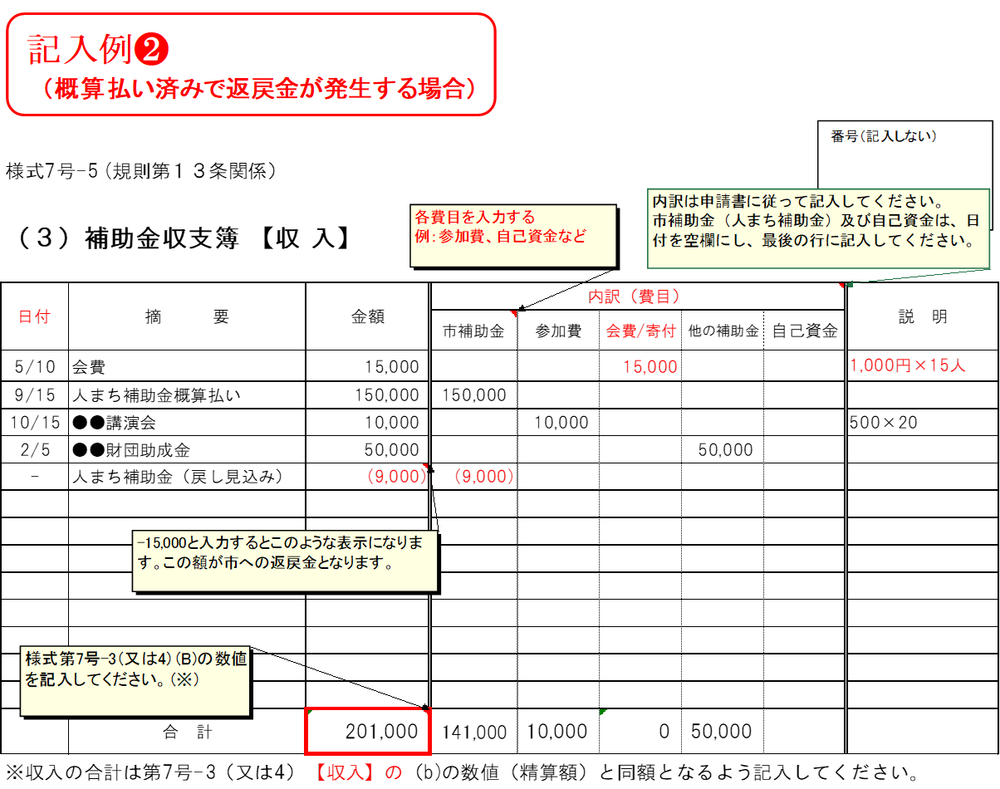 記入例❷
（概算払い済みで返戻金が発生する場合）
番号(記入しない)
様式7号-5(規則第１３条関係)
各費目を入力する
例：参加費、自己資金など
内訳は申請書に従って記入してください。
市補助金（人まち補助金）及び自己資金は、日
付を空欄にし、最後の行に記入してください。
（３）補助金収支簿 【収 入】
日付 摘 要 金額 内訳（費目） 説 明
市補助金 参加費 会費/寄付 他の補助金 自己資金
5/10 会費 15,000 15,000 1,000円×15人
9/15 人まち補助金概算払い 150,000 150,000
10/15 ●●講演会 10,000 10,000 500×20
2/5 ●●財団助成金 50,000 50,000
- 人まち補助金（戻し見込み） (9,000) (9,000)
-15,000と入力するとこのような表示になりま
す。この額が市への返戻金となります。
様式第7号-3(又は4)(B)の数値
を記入してください。(※)
合 計 201,000 141,000 10,000 0 50,000
※収入の合計は第7号-3（又は4）【収入】の（b)の数値（精算額）と同額となるよう記入してください。